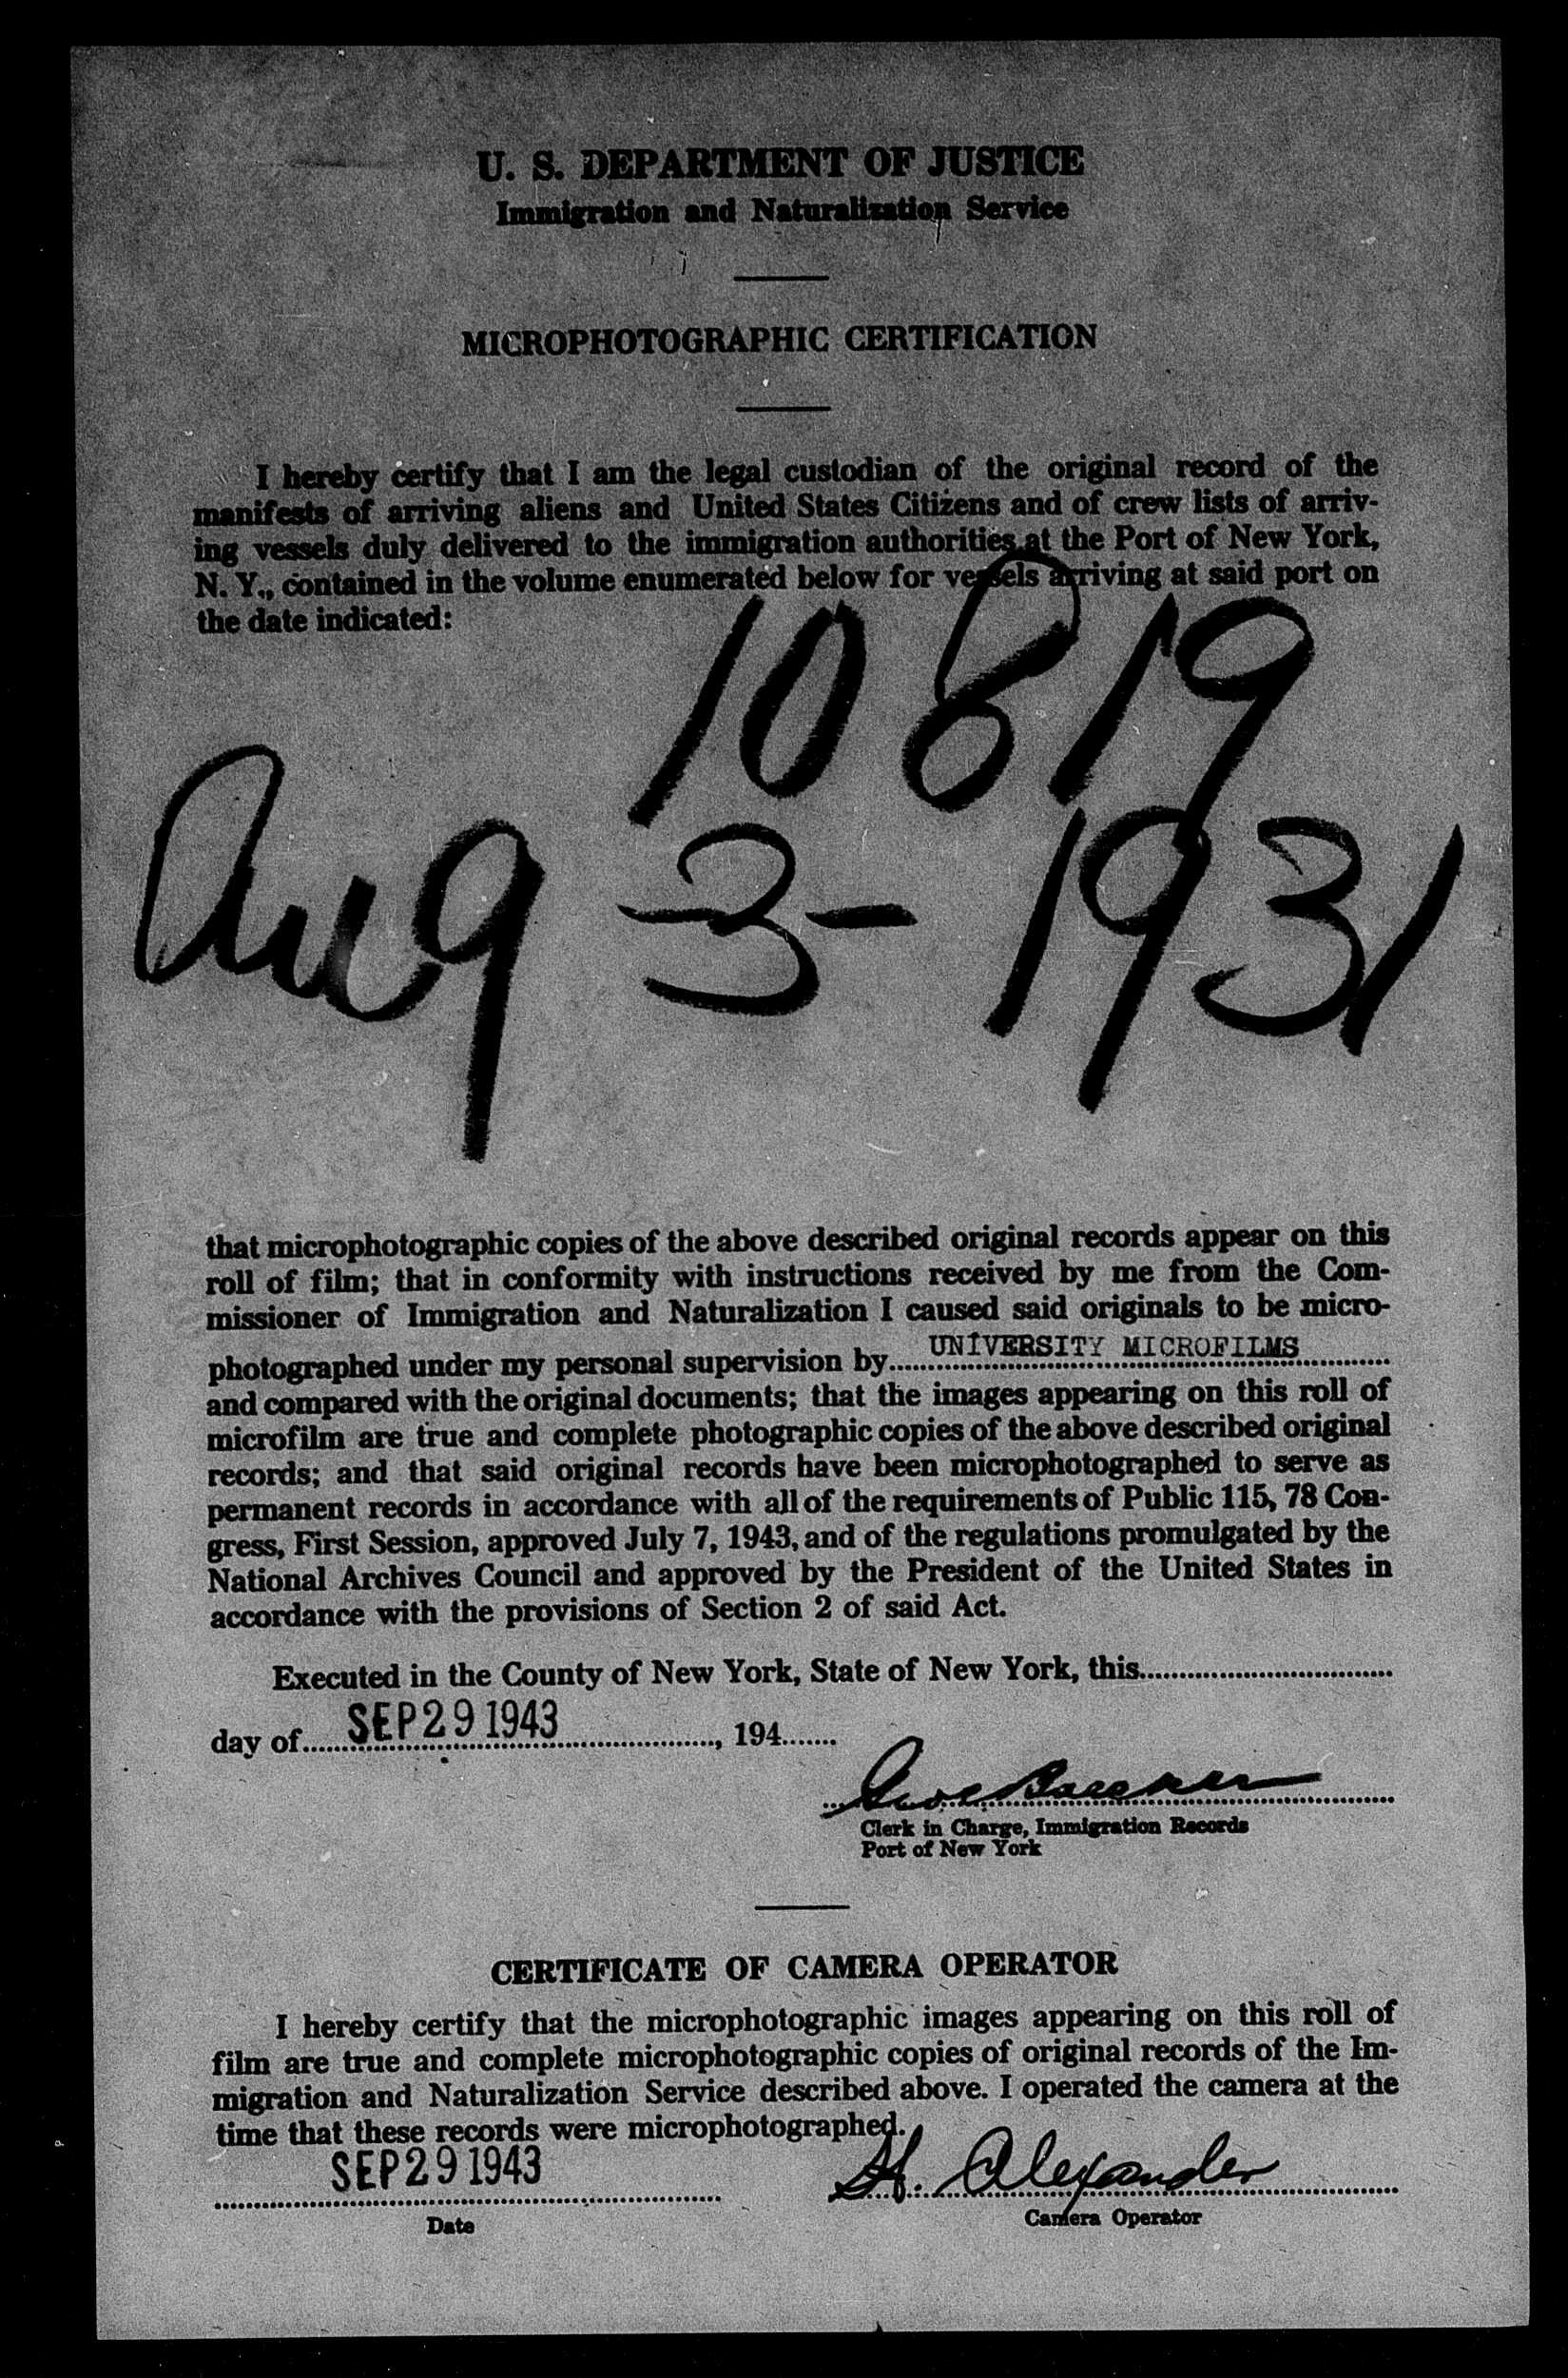 U. S. DEPARTMENT OF JUSTICE
Immigration and Naturalization Service
MICROPHOTOGRAPHIC CERTIFICATION
I hereby certify that I am the legal custodian of the original record of the
manifests of arriving aliens and United States Citizens and of crew lists of arriv-
ing vessels duly delivered to the immigration authorities at the Port of New York,
N. Y., contained in the volume enumerated below for vessels arriving at said port on
the date indicated:
10819
Aug 3- 1931
that microphotographic copies of the above described original records appear on this
roll of film; that in conformity with instructions received by me from the Com-
missioner of Immigration and Naturalization I caused said originals to be micro-
photographed under my personal supervision by UNIVERSITY MICROFILMS
and compared with the original documents; that the images appearing on this roll of
microfilm are true and complete photographic copies of the above described original
records; and that said original records have been microphotographed to serve as
permanent records in accordance with all of the requirements of Public 115, 78 Con-
gress, First Session, approved July 7, 1943, and of the regulations promulgated by the
National Archives Council and approved by the President of the United States in
accordance with the provisions of Section 2 of said Act.
Executed in the County of New York, State of New York, this
day of SEP 29 1943, 194
Clerk in Charge, Immigration Records
Port of New York
CERTIFICATE OF CAMERA OPERATOR
I hereby certify that the microphotographic images appearing on this roll of
film are true and complete microphotographic copies of original records of the Im-
migration and Naturalization Service described above. I operated the camera at the
time that these records were microphotographed.
SEP 29 1943 H. Alexander
Date Camera Operator